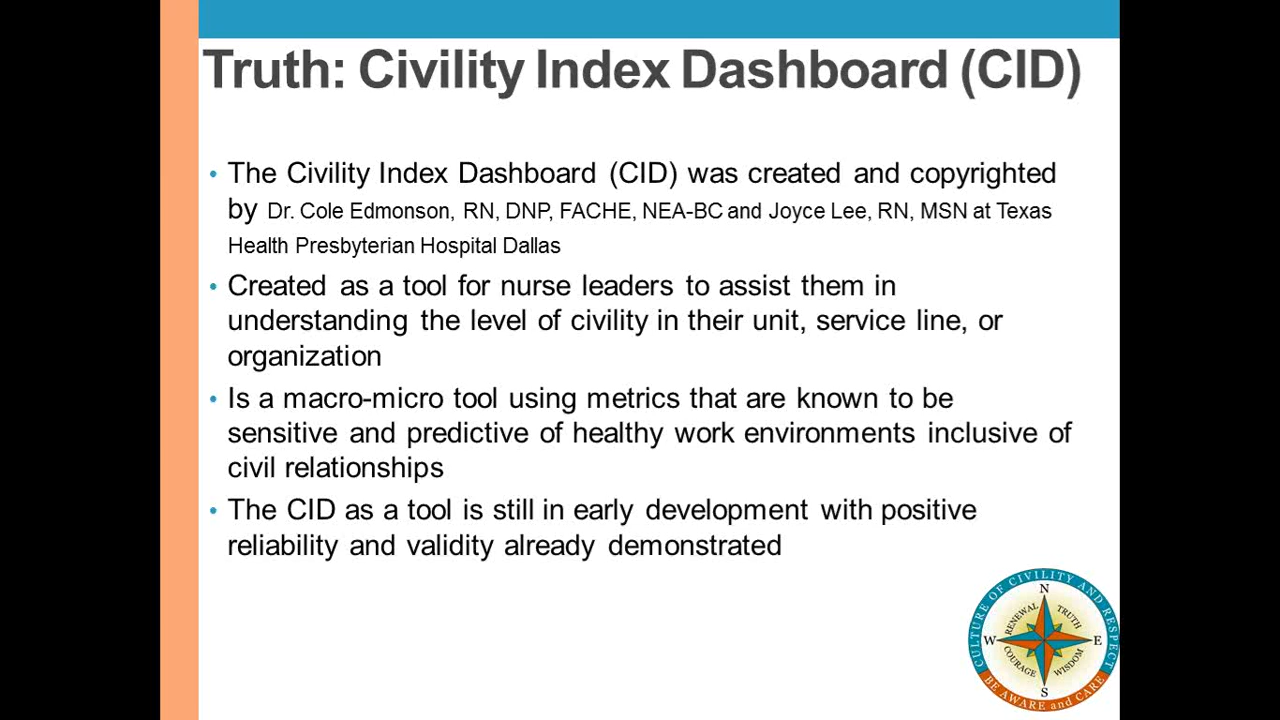 Truth: Civility Index Dashboard (CID)
• The Civility Index Dashboard (CID) was created and copyrighted
by Dr. Cole Edmonson, RN, DNP, FACHE, NEA-BC and Joyce Lee, RN, MSN at Texas
Health Presbyterian Hospital Dallas
• Created as a tool for nurse leaders to assist them in
understanding the level of civility in their unit, service line, or
organization
• Is a macro-micro tool using metrics that are known to be
sensitive and predictive of healthy work environments inclusive of
civil relationships
• The CID as a tool is still in early development with positive
reliability and validity already demonstrated
CULTURE OF CIVILITY AND RESPECT
N
RENEWAL
TRUTH
W
E
COURAGE
WISDOM
S
BE AWARE and CARE